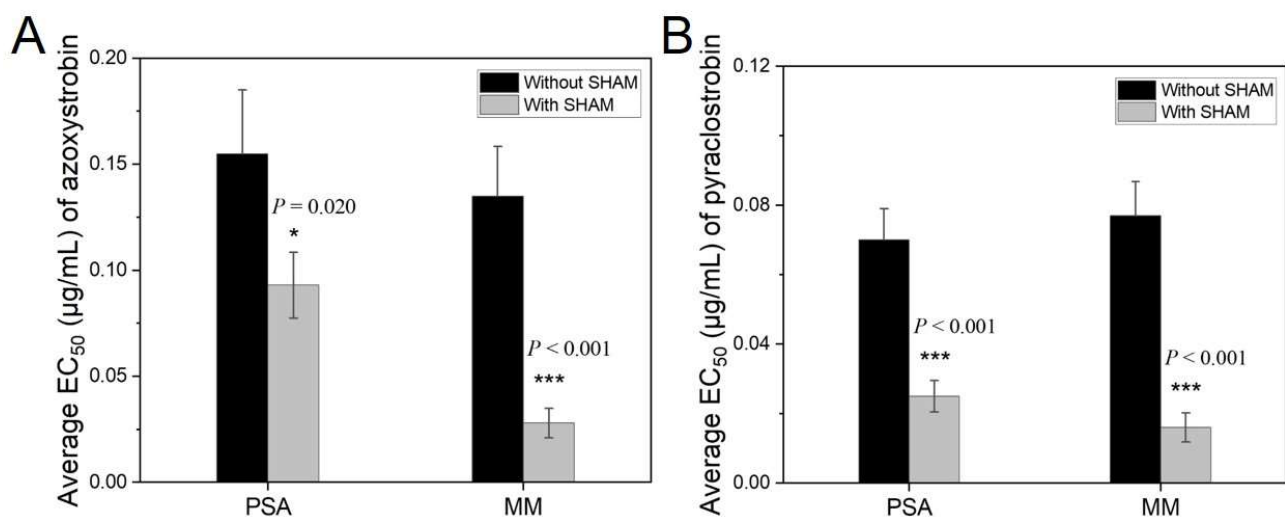 A
Average EC₅₀ (µg/mL) of azoxystrobin
0.20
0.15
0.10
0.05
0.00
Without SHAM
With SHAM
P = 0.020
*
P < 0.001
***
PSA
MM
B
Average EC₅₀ (µg/mL) of pyraclostrobin
0.12
0.08
0.04
0.00
Without SHAM
With SHAM
P < 0.001
***
P < 0.001
***
PSA
MM